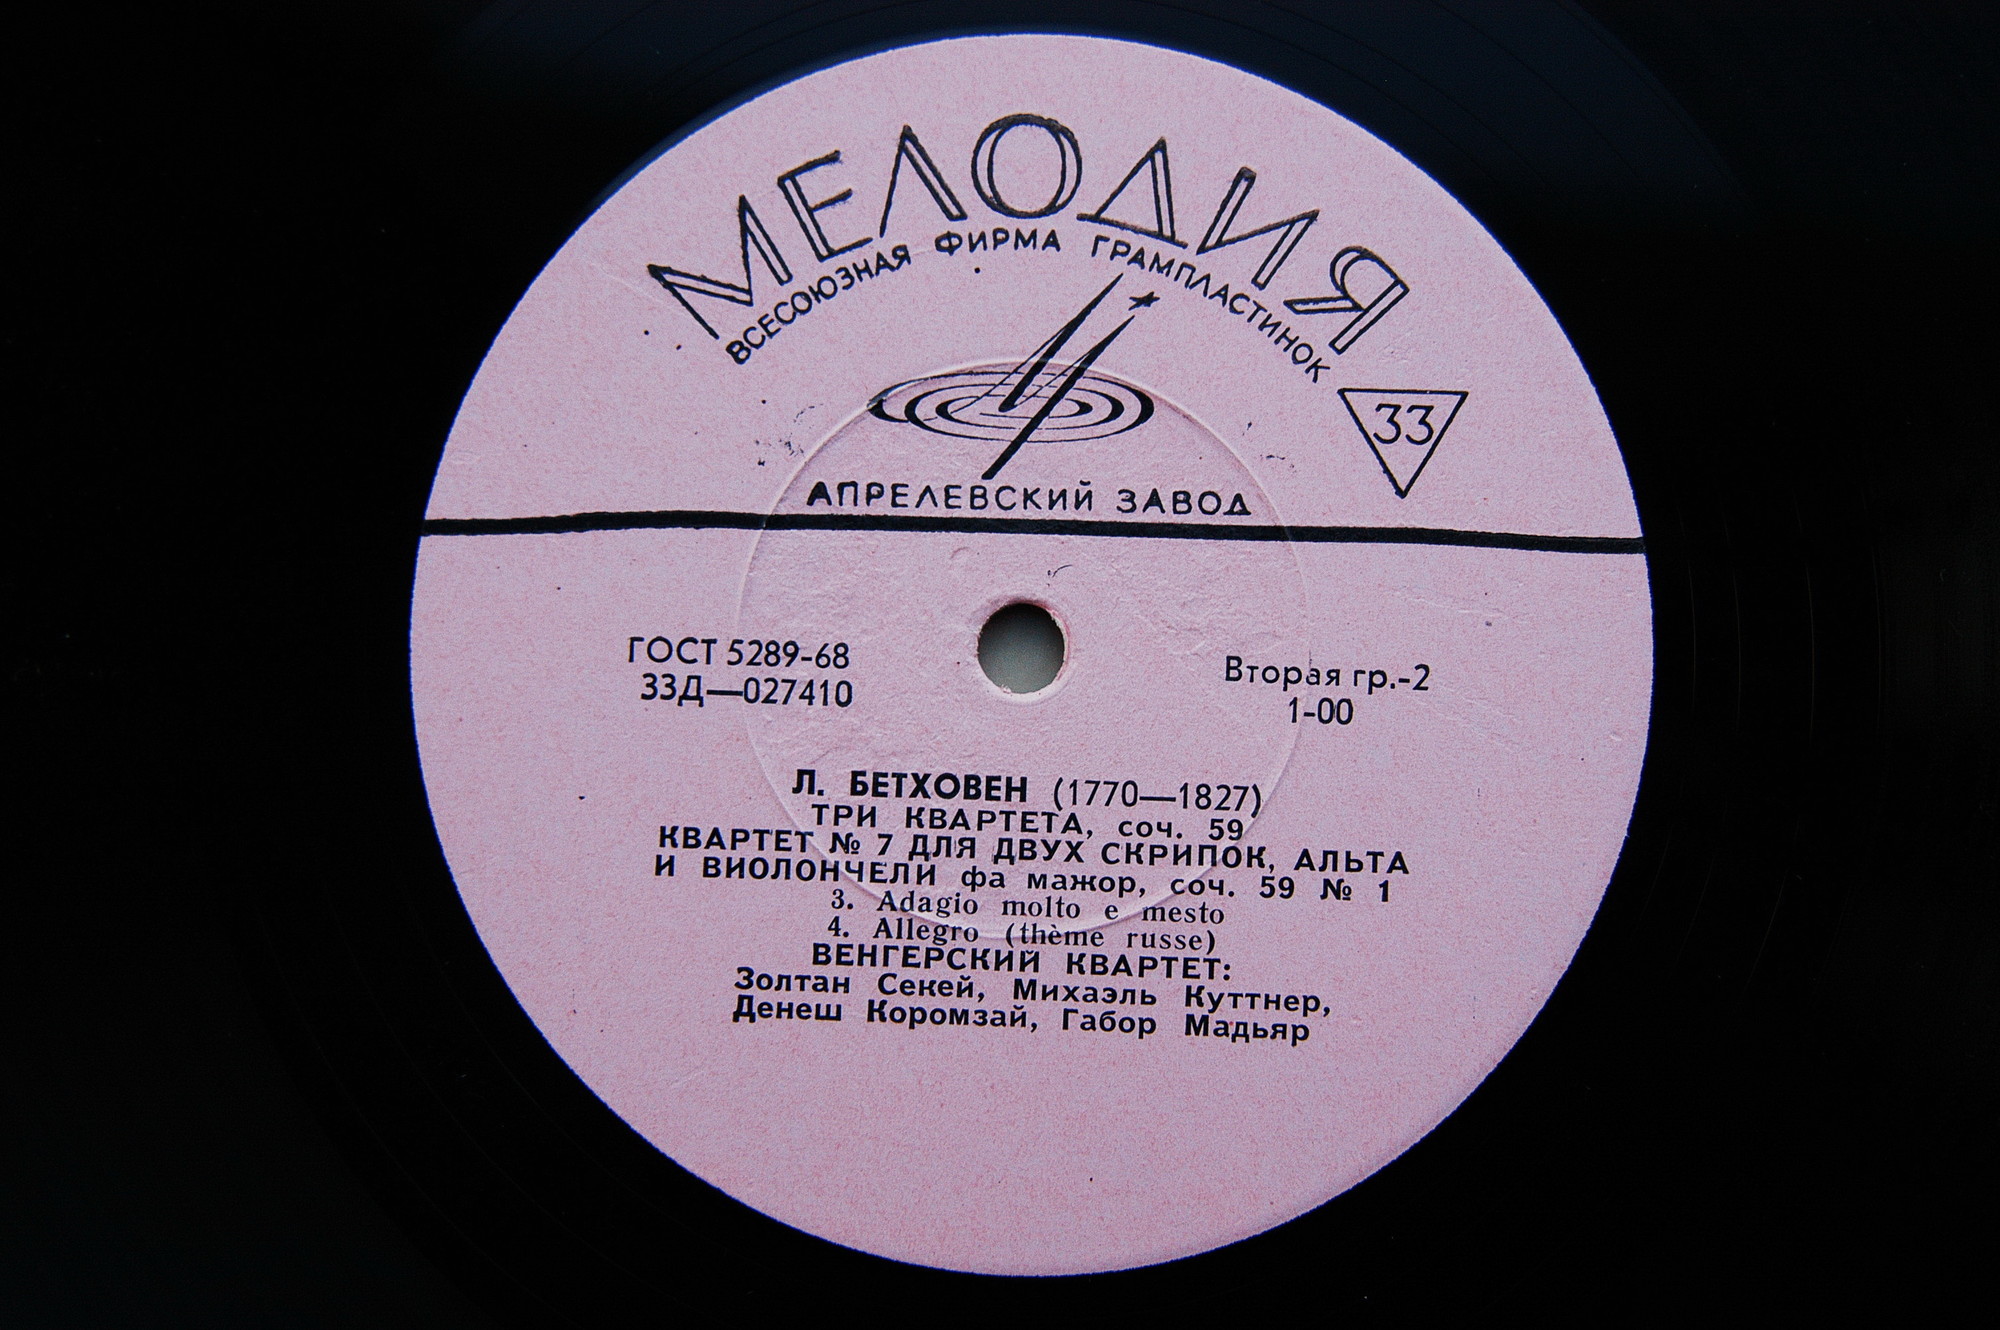 МЕЛОДИЯ
ВСЕСОЮЗНАЯ ФИРМА ГРАМПЛАСТИНОК
33
АПРЕЛЕВСКИЙ ЗАВОД
ГОСТ 5289-68
33Д—027410
Вторая гр.-2
1-00
Л. БЕТХОВЕН (1770—1827)
ТРИ КВАРТЕТА, соч. 59
КВАРТЕТ № 7 ДЛЯ ДВУХ СКРИПОК, АЛЬТА
И ВИОЛОНЧЕЛИ фа мажор, соч. 59 № 1
3. Adagio molto e mesto
4. Allegro (thème russe)
ВЕНГЕРСКИЙ КВАРТЕТ:
Золтан Секей, Михаэль Куттнер,
Денеш Коромзай, Габор Мадьяр